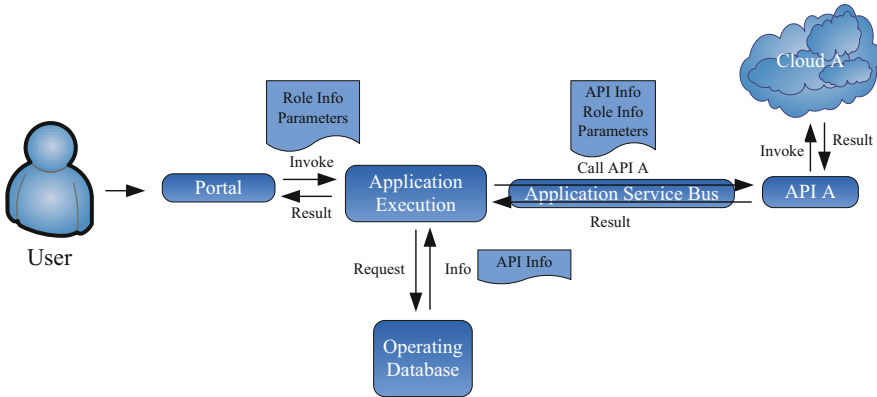 Cloud A
Role Info
Parameters
API Info
Role Info
Parameters
Invoke
Result
Invoke
Call API A
Portal
Application
Execution
Application Service Bus
API A
Result
Result
User
Request
Info
API Info
Operating
Database